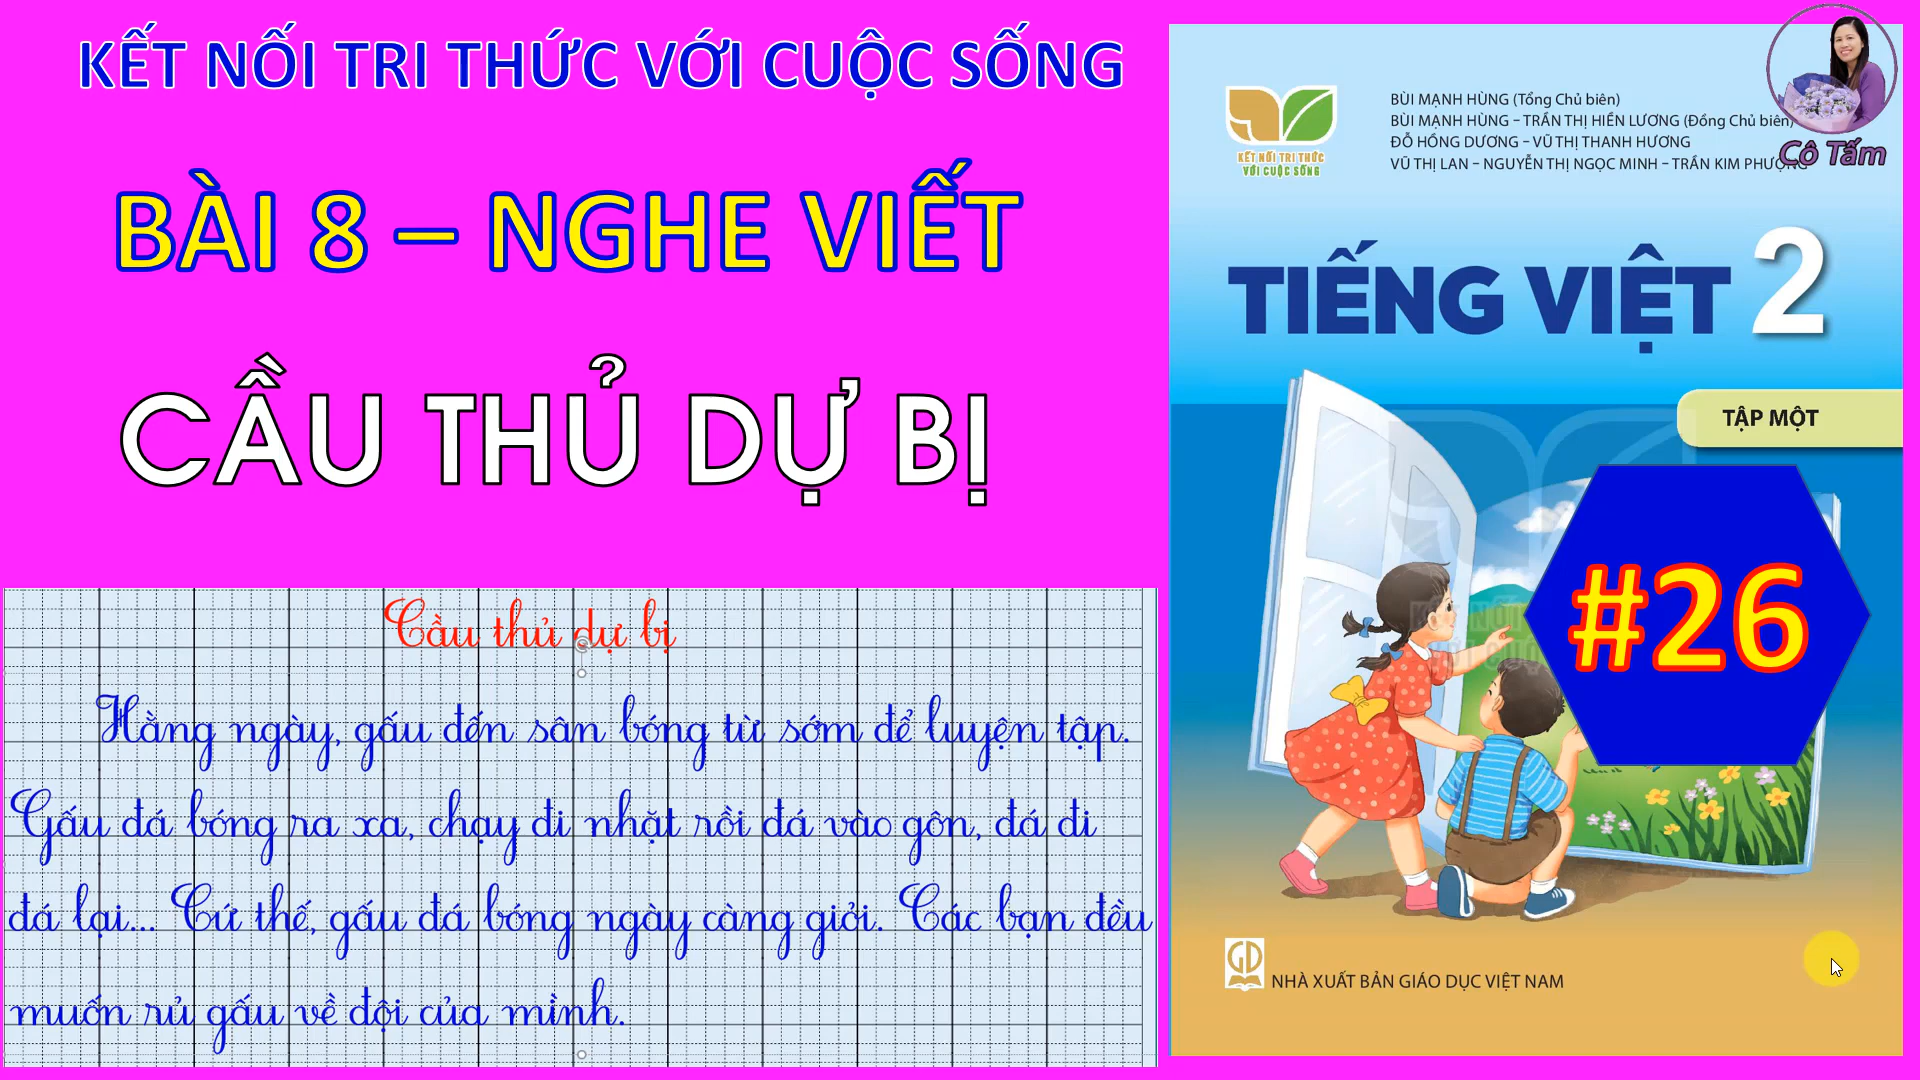 KẾT NỐI TRI THỨC VỚI CUỘC SỐNG
BÀI 8 – NGHE VIẾT
CẦU THỦ DỰ BỊ
Cầu thủ dự bị
Hằng ngày, gấu đến sân bóng từ sớm để luyện tập.
Gấu đá bóng ra xa, chạy đi nhặt rồi đá vào gôn, đá đi
đá lại... Cứ thế, gấu đá bóng ngày càng giỏi. Các bạn đều
muốn rủ gấu về đội của mình.
KẾT NỐI TRI THỨC
VỚI CUỘC SỐNG
BÙI MẠNH HÙNG (Tổng Chủ biên)
BÙI MẠNH HÙNG – TRẦN THỊ HIỀN LƯƠNG (Đồng Chủ biên)
ĐỖ HỒNG DƯƠNG – VŨ THỊ THANH HƯƠNG
VŨ THỊ LAN – NGUYỄN THỊ NGỌC MINH – TRẦN KIM PHƯỢNG
Cô Tấm
TIẾNG VIỆT 2
TẬP MỘT
#26
GD
NHÀ XUẤT BẢN GIÁO DỤC VIỆT NAM